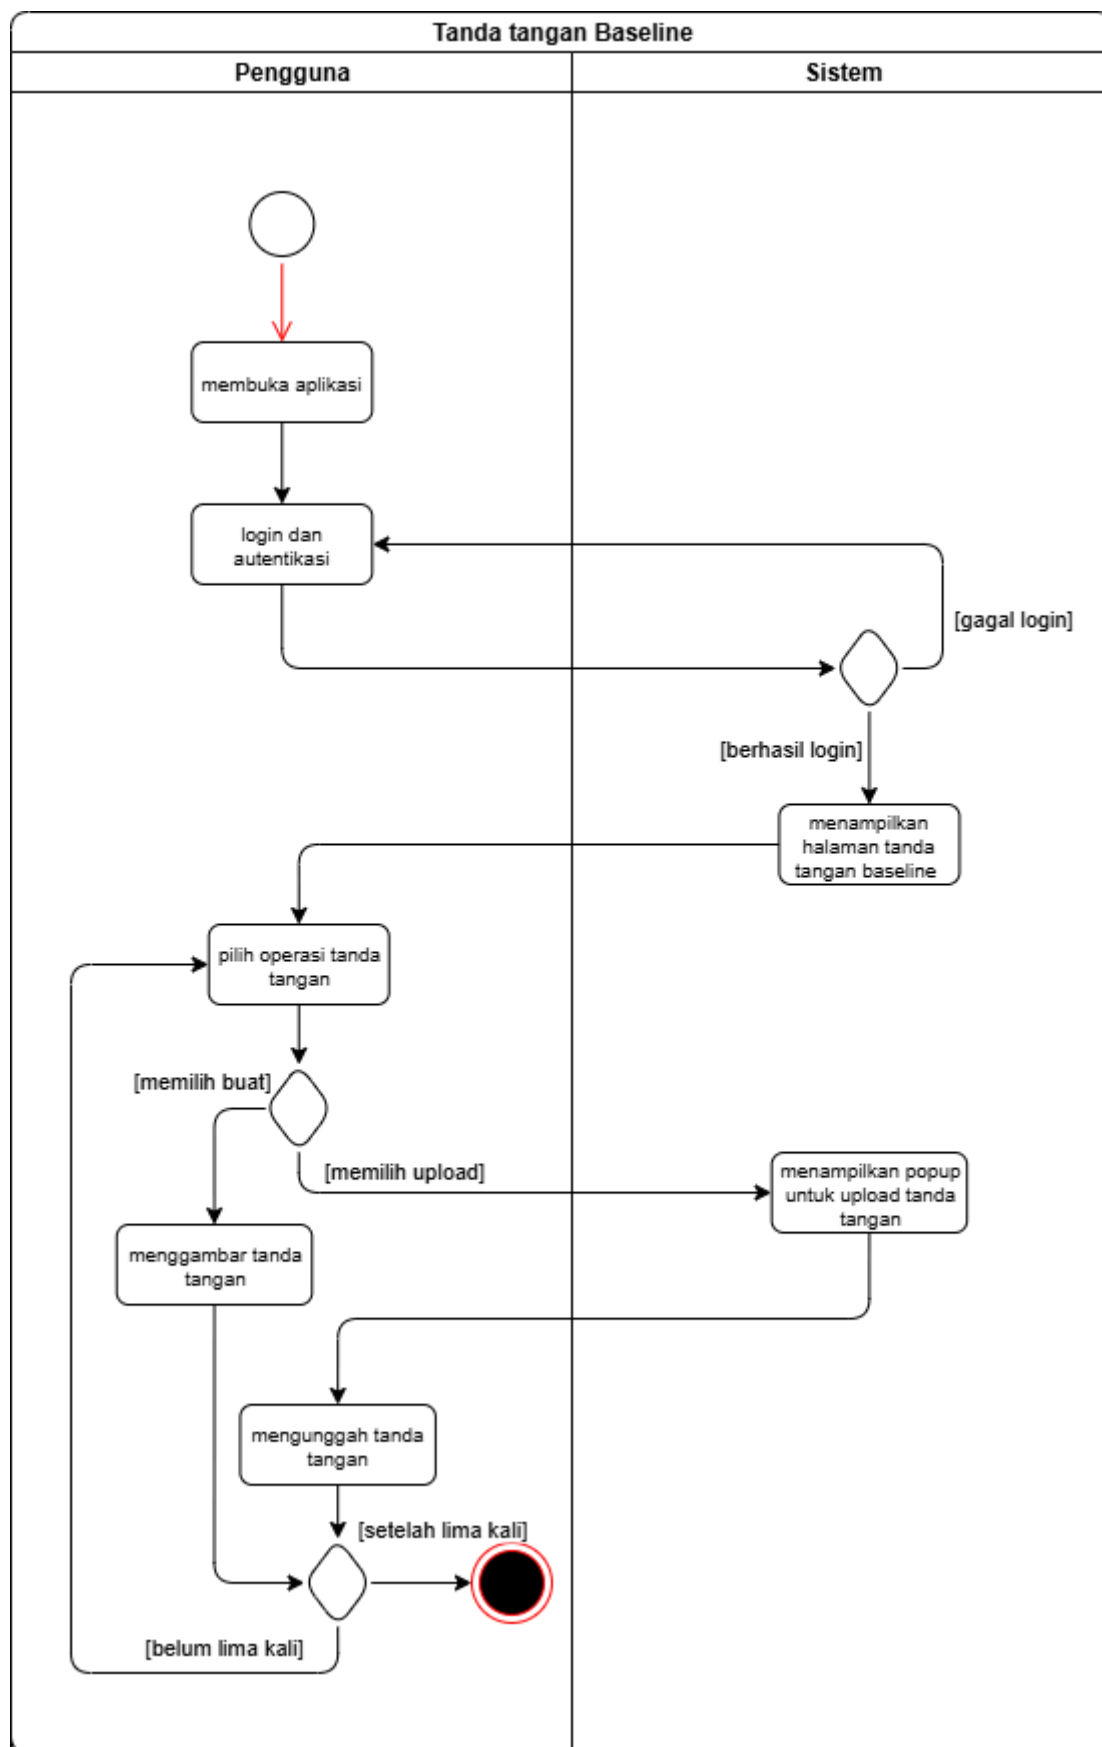 Tanda tangan Baseline
Pengguna
Sistem
membuka aplikasi
login dan
autentikasi
[gagal login]
[berhasil login]
menampilkan
halaman tanda
tangan baseline
pilih operasi tanda
tangan
[memilih buat]
[memilih upload]
menampilkan popup
untuk upload tanda
tangan
menggambar tanda
tangan
mengunggah tanda
tangan
[setelah lima kali]
[belum lima kali]